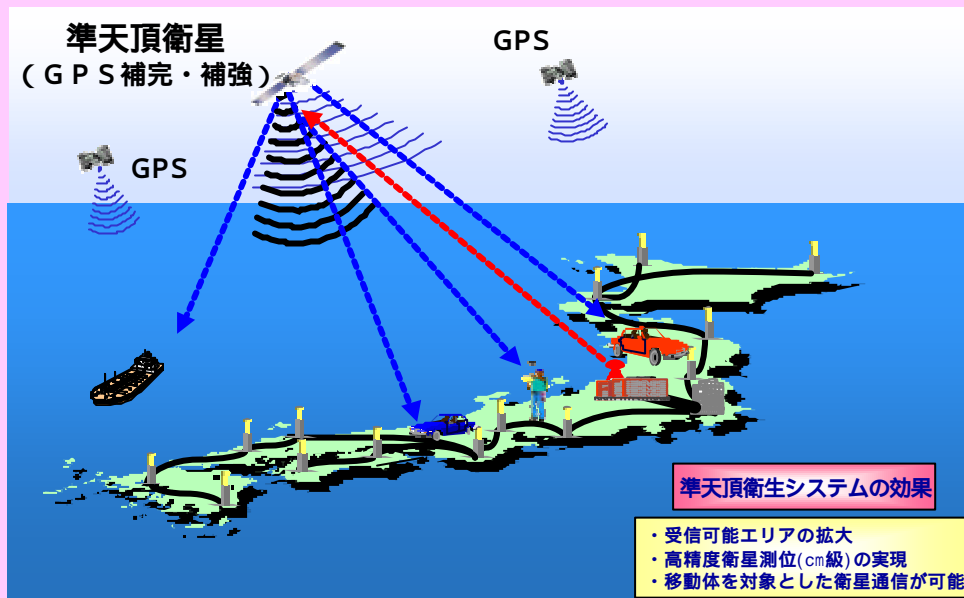 準天頂衛星
(ＧＰＳ補完・補強)
GPS
GPS
準天頂衛生システムの効果
・受信可能エリアの拡大
・高精度衛星測位(㎝級)の実現
・移動体を対象とした衛星通信が可能